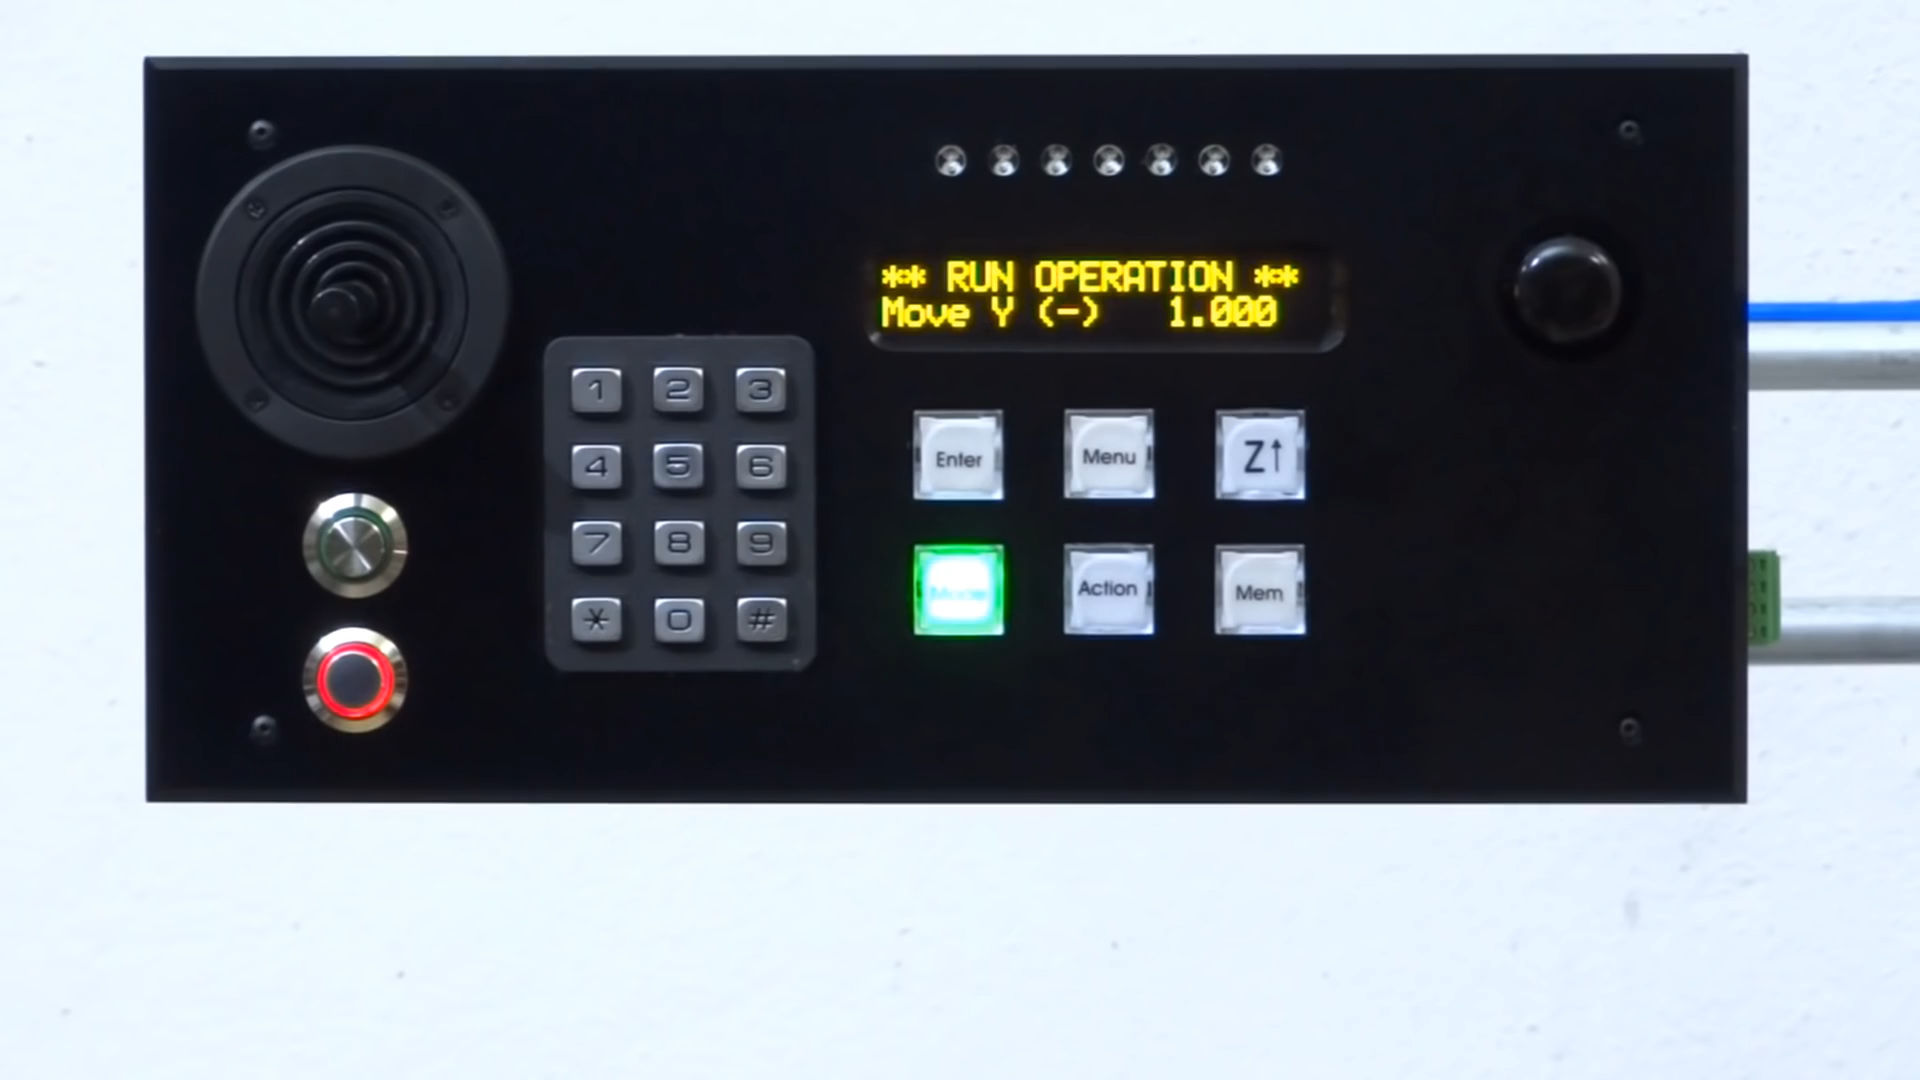 ** RUN OPERATION **
Move Y (-) 1.000
1 2 3
4 5 6
7 8 9
* 0 #
Enter Menu Z↑
Mode Action Mem